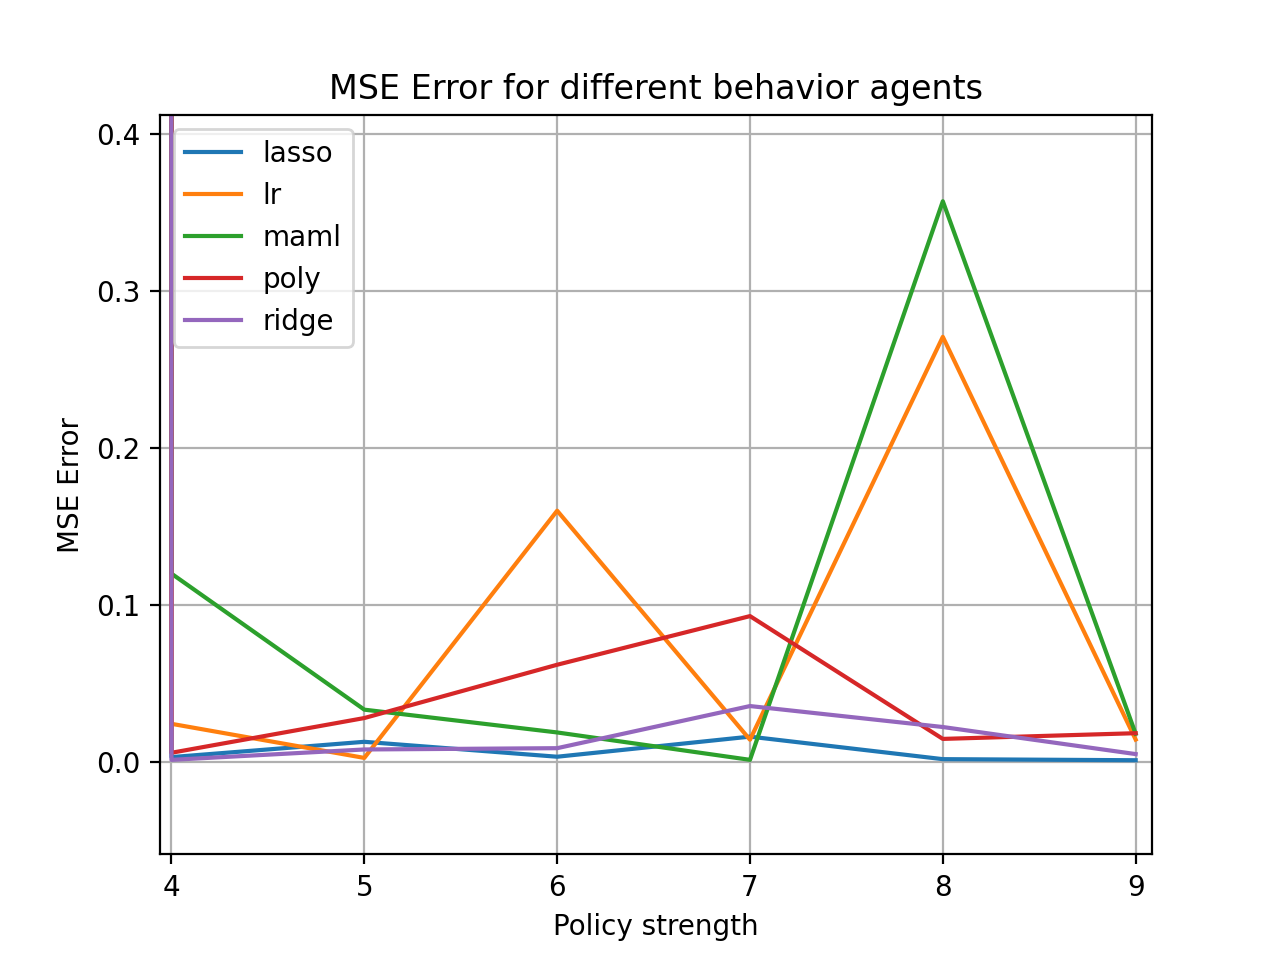 MSE Error for different behavior agents
0.4
0.3
0.2
0.1
0.0
MSE Error
lasso
lr
maml
poly
ridge
4 5 6 7 8 9
Policy strength